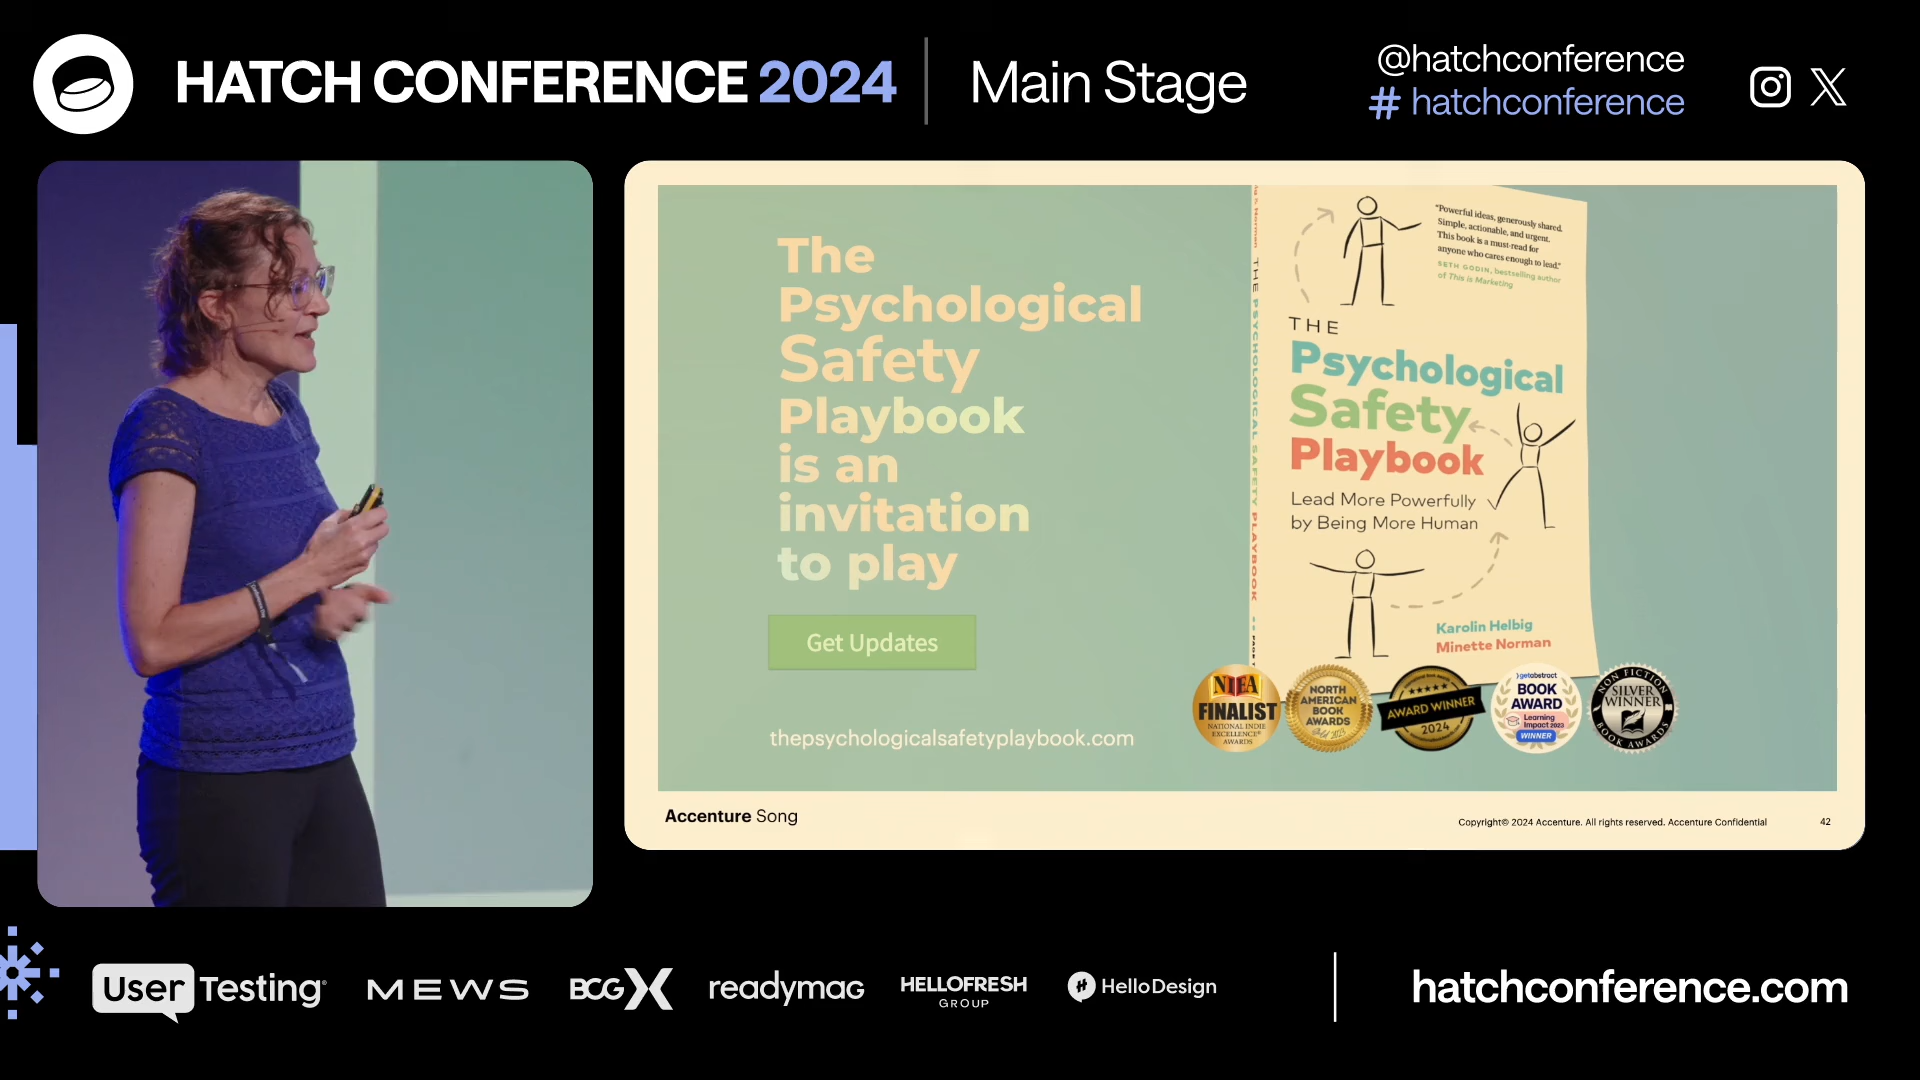 HATCH CONFERENCE 2024
Main Stage
@hatchconference
# hatchconference
The
Psychological
Safety
Playbook
is an
invitation
to play
Get Updates
thepsychologicalsafetyplaybook.com
"Powerful ideas, generously shared.
Simple, actionable, and urgent.
This book is a must-read for
anyone who cares enough to lead."
SETH GODIN, bestselling author
of This is Marketing
THE
Psychological
Safety
Playbook
Lead More Powerfully
by Being More Human
Karolin Helbig
Minette Norman
THE PSYCHOLOGICAL SAFETY PLAYBOOK
NIEA
FINALIST
NATIONAL INDIE
EXCELLENCE®
AWARDS
NORTH
AMERICAN
BOOK
AWARDS
Gold 2023
AWARD WINNER
2024
getabstract
BOOK
AWARD
Learning
Impact 2023
WINNER
NON FICTION
SILVER
WINNER
BOOK AWARDS
Accenture Song
Copyright© 2024 Accenture. All rights reserved. Accenture Confidential
42
UserTesting
MEWS
BCG X
readymag
HELLOFRESH
GROUP
HelloDesign
hatchconference.com